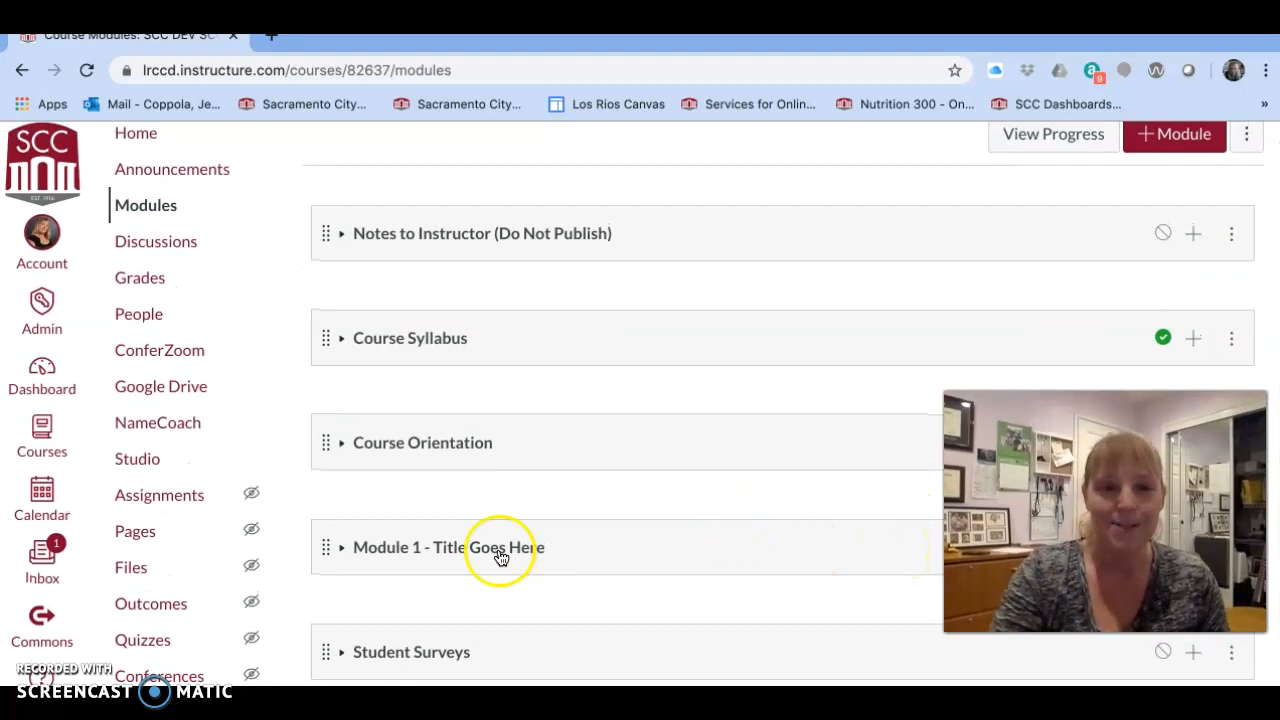 Course Modules: SCC DEV SCC
lrccd.instructure.com/courses/82637/modules
9
Apps
Mail - Coppola, Je...
Sacramento City...
Sacramento City...
Los Rios Canvas
Services for Onlin...
Nutrition 300 - On...
SCC Dashboards...
»
SCC
EST. 1916
Account
Admin
Dashboard
Courses
Calendar
1
Inbox
Commons
Home
Announcements
Modules
Discussions
Grades
People
ConferZoom
Google Drive
NameCoach
Studio
Assignments
Pages
Files
Outcomes
Quizzes
Conferences
View Progress
+ Module
Notes to Instructor (Do Not Publish)
Course Syllabus
Course Orientation
Module 1 - Title Goes Here
Student Surveys
RECORDED WITH
SCREENCAST MATIC